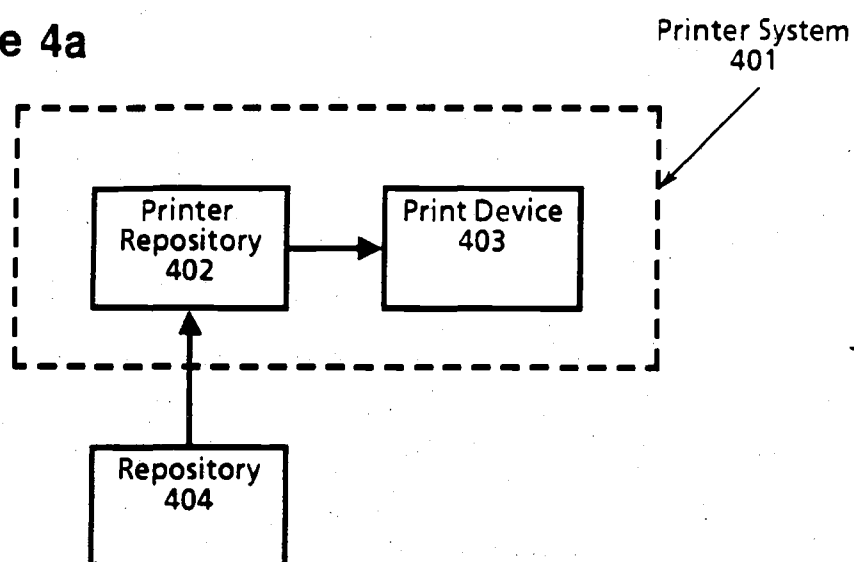 e 4a
Printer System
401
Printer
Repository
402
Print Device
403
Repository
404